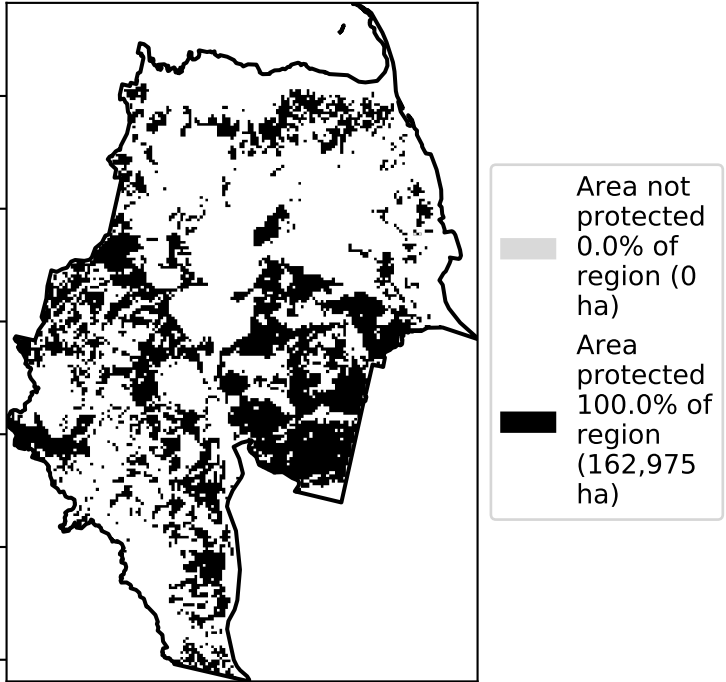 Area not
protected
0.0% of
region (0
ha)
Area
protected
100.0% of
region
(162,975
ha)